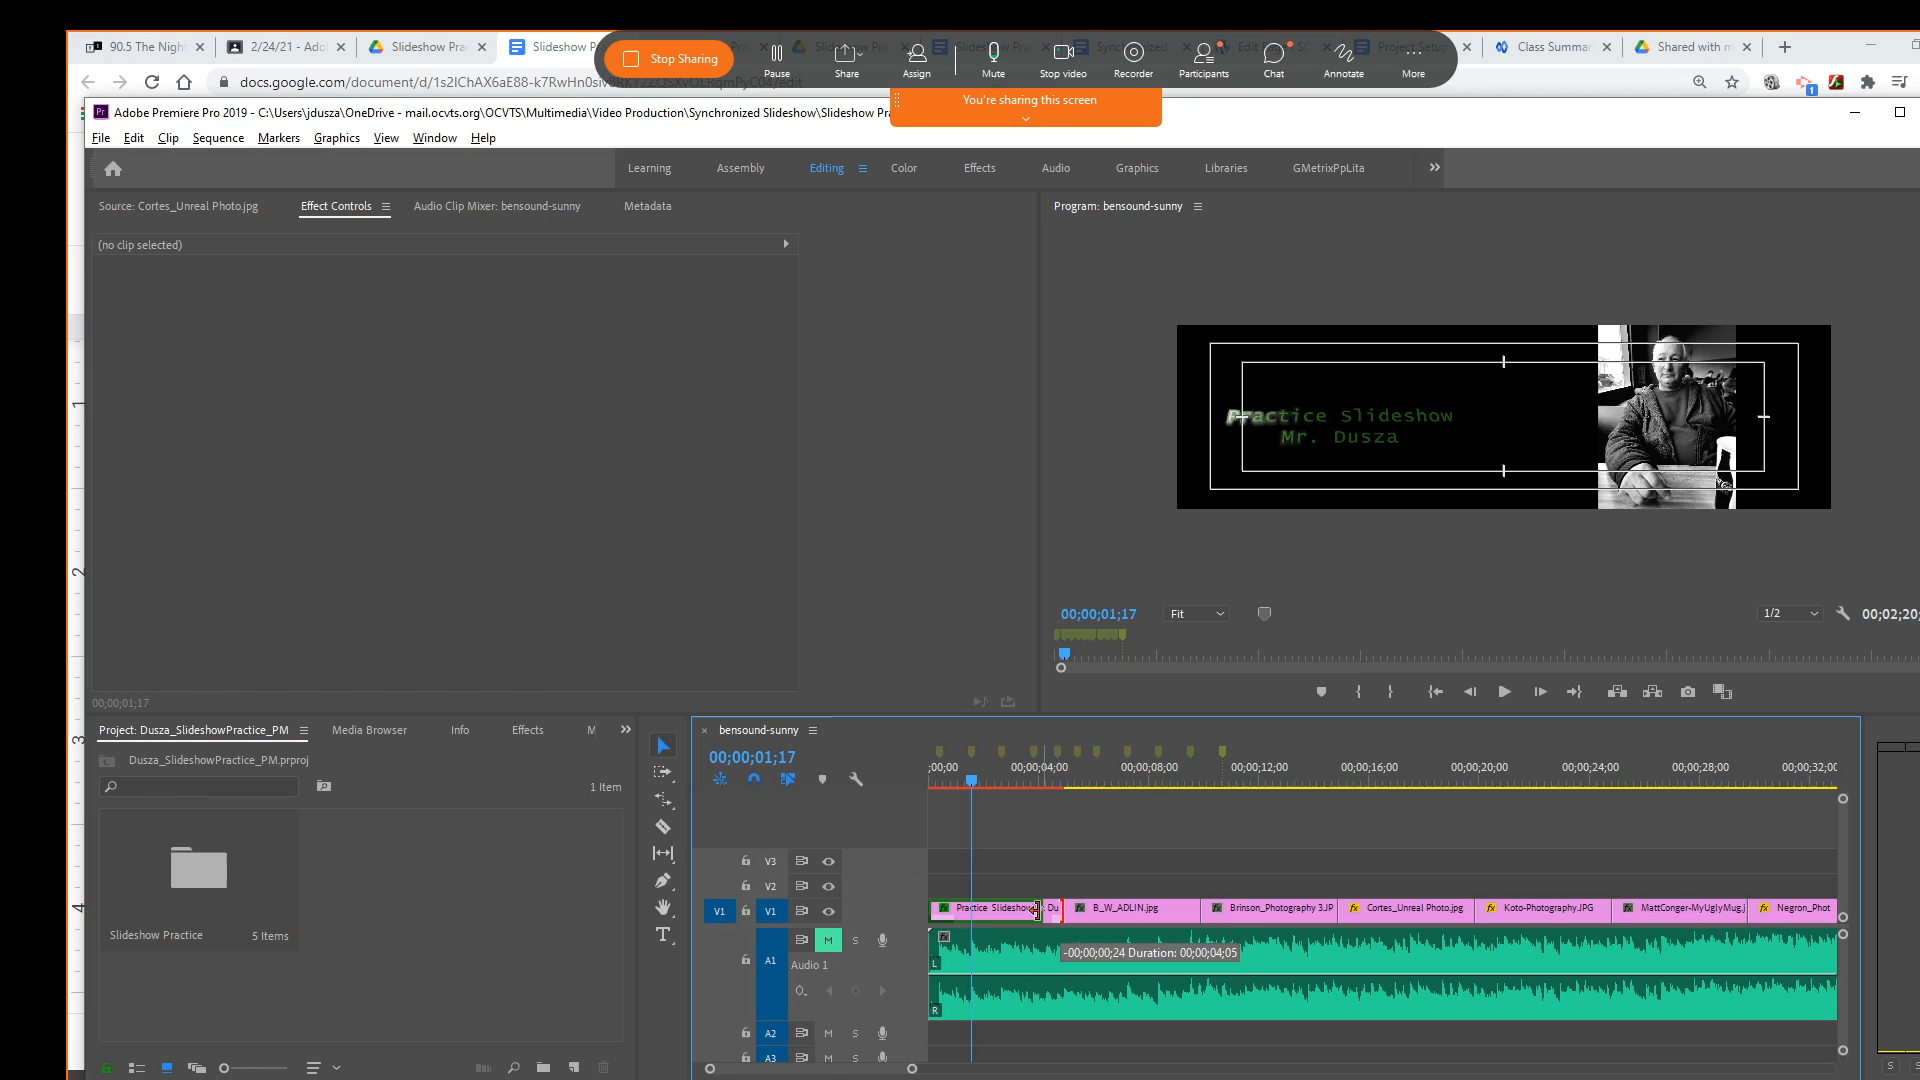 90.5 The Night
2/24/21 - Ado
Slideshow Pra
Slideshow P
Class Summar
Shared with m
Stop Sharing
Pause
Share
Assign
Mute
Stop video
Recorder
Participants
Chat
Annotate
More
You're sharing this screen
Adobe Premiere Pro 2019 - C:\Users\jdusza\OneDrive - mail.ocvts.org\OCVTS\Multimedia\Video Production\Synchronized Slideshow\Slideshow Pra
File Edit Clip Sequence Markers Graphics View Window Help
Learning Assembly Editing Color Effects Audio Graphics Libraries GMetrixPpLita
Source: Cortes_Unreal Photo.jpg Effect Controls Audio Clip Mixer: bensound-sunny Metadata
Program: bensound-sunny
(no clip selected)
Practice Slideshow
Mr. Dusza
00;00;01;17 Fit 1/2 00;02;20;
00;00;01;17
Project: Dusza_SlideshowPractice_PM Media Browser Info Effects M
Dusza_SlideshowPractice_PM.prproj
1 Item
Slideshow Practice 5 Items
bensound-sunny
00;00;01;17
;00;00 00;00;04;00 00;00;08;00 00;00;12;00 00;00;16;00 00;00;20;00 00;00;24;00 00;00;28;00 00;00;32;00
V3
V2
V1 V1
Practice Slideshow Du B_W_ADLIN.jpg Brinson_Photography 3.JP Cortes_Unreal Photo.jpg Koto-Photography.JPG MattConger-MyUglyMug.j Negron_Phot
-00;00;00;24 Duration: 00;00;04;05
A1 M S
Audio 1
L
R
A2 M S
A3 M S
1
2
3
4
S